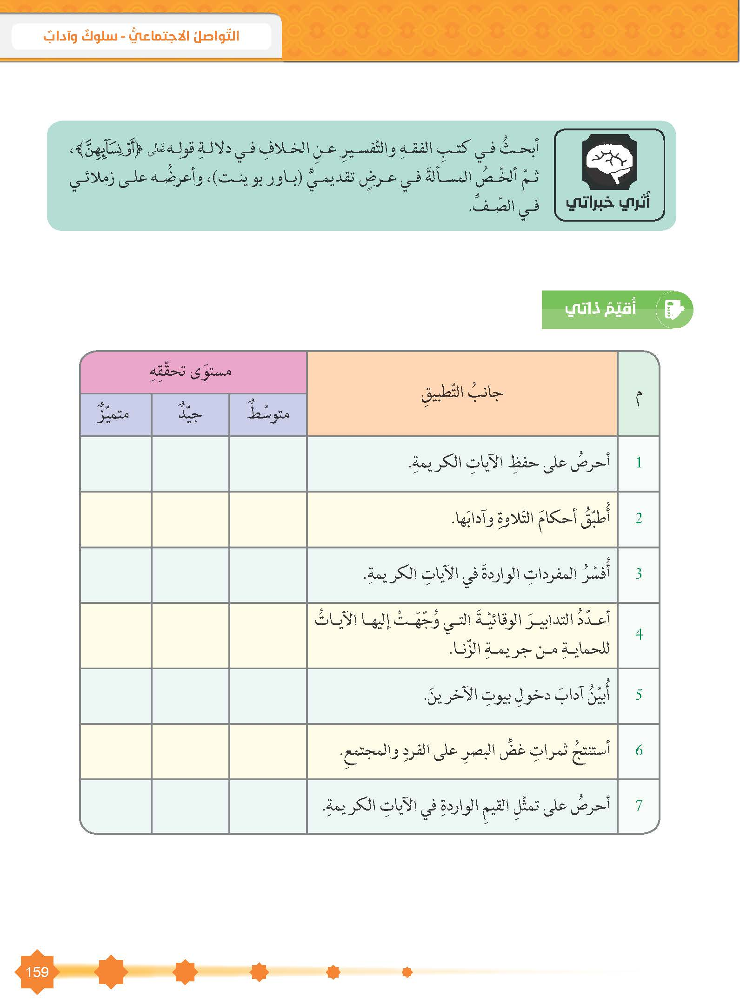 التّواصلُ الاجتماعيُّ - سلوكٌ وآدابٌ
أبحثُ في كتبِ الفقهِ والتّفسيرِ عنِ الخلافِ في دلالةِ قولِه تعالى ﴿أَوْ نِسَآئِهِنَّ﴾،
ثمّ ألخّصُ المسألةَ في عرضٍ تقديميٍّ (باور بوينت)، وأعرضُه على زملائي
في الصّفِّ.
أُثري خبراتي
أُقيّمُ ذاتي
م
جانبُ التّطبيقِ
مستوَى تحقّقِهِ
متوسّطٌ
جيّدٌ
متميّزٌ
1
أحرصُ على حفظِ الآياتِ الكريمةِ.
2
أُطبّقُ أحكامَ التّلاوةِ وآدابَها.
3
أُفسّرُ المفرداتِ الواردةَ في الآياتِ الكريمةِ.
4
أعدّدُ التدابيرَ الوقائيّةَ التي وُجّهَتْ إليها الآياتُ
للحمايةِ من جريمةِ الزّنا.
5
أُبيّنُ آدابَ دخولِ بيوتِ الآخرينَ.
6
أستنتجُ ثمراتِ غضِّ البصرِ على الفردِ والمجتمعِ.
7
أحرصُ على تمثّلِ القيمِ الواردةِ في الآياتِ الكريمةِ.
159